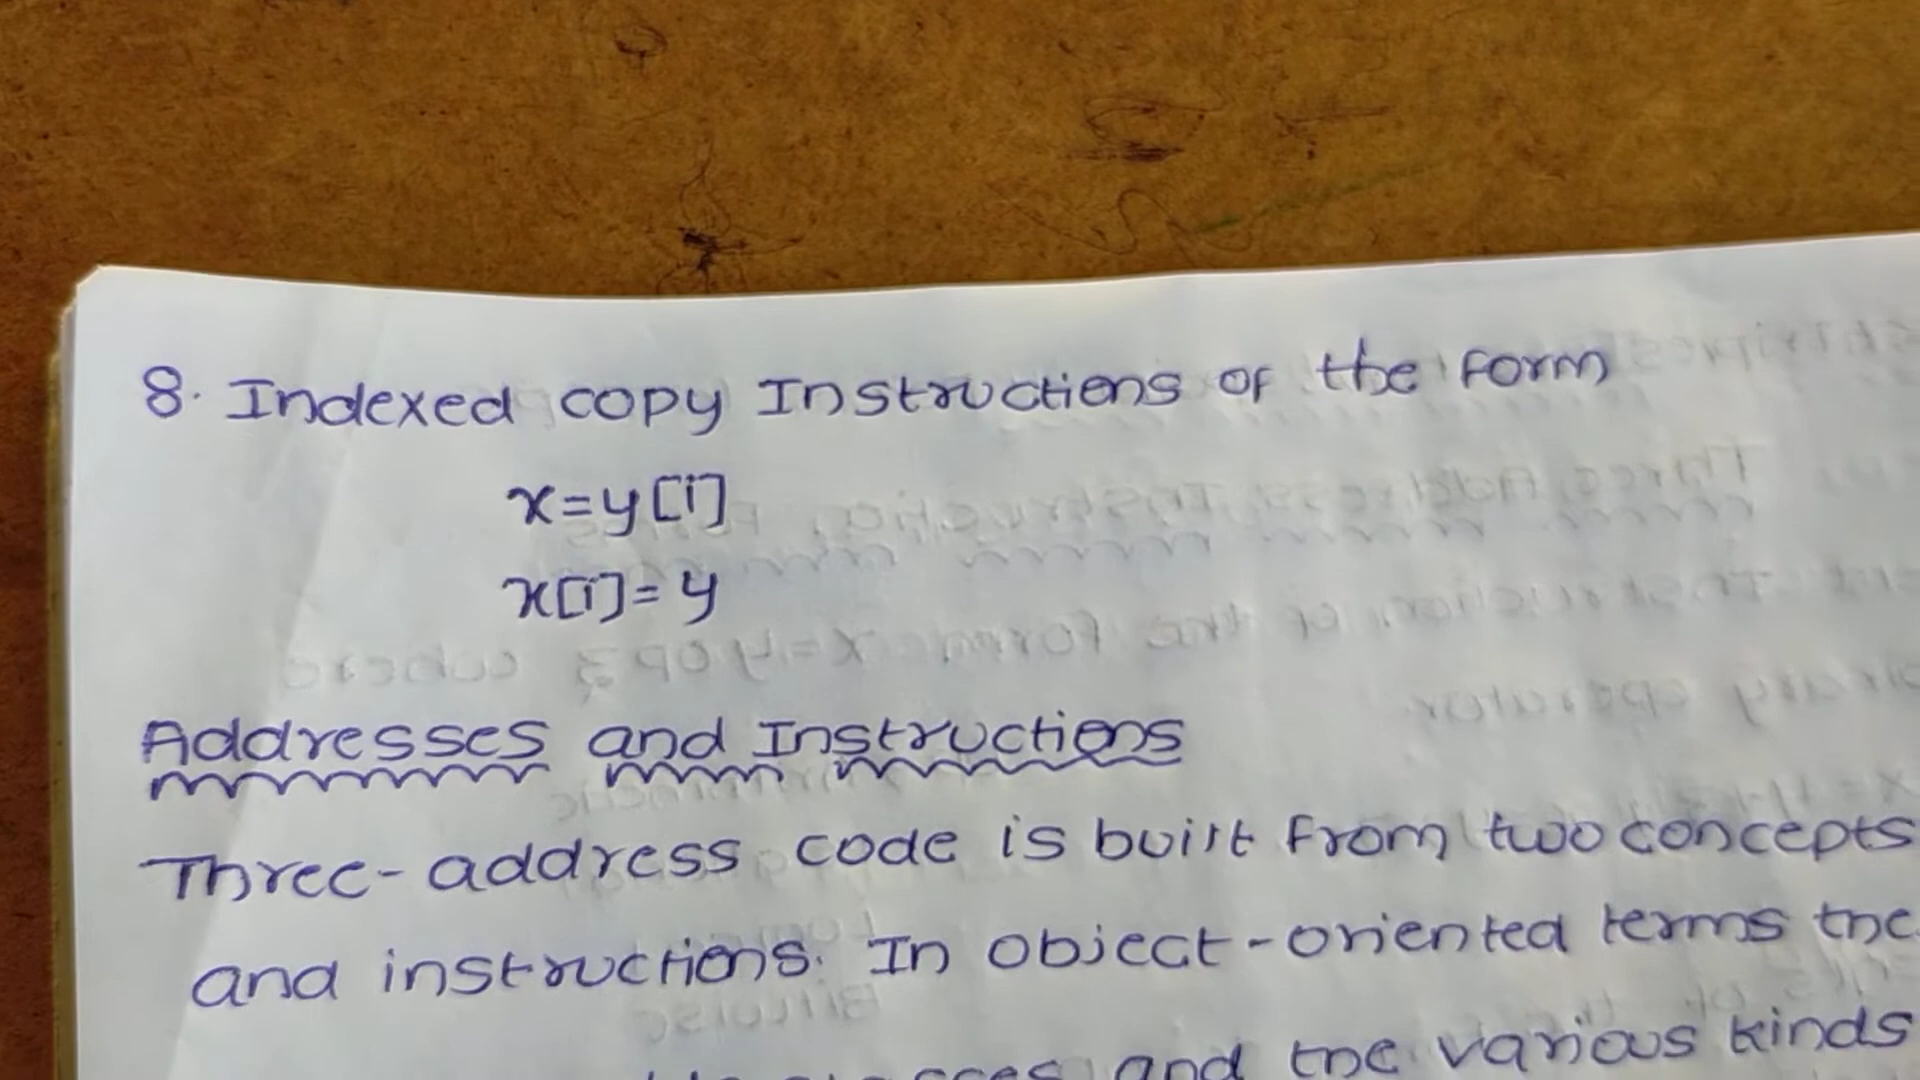 8. Indexed copy Instructions of the form
x=y[i]
x[i]=y
Addresses and Instructions
Three-address code is built from two concepts
and instructions. In object-oriented terms the
and the various kinds